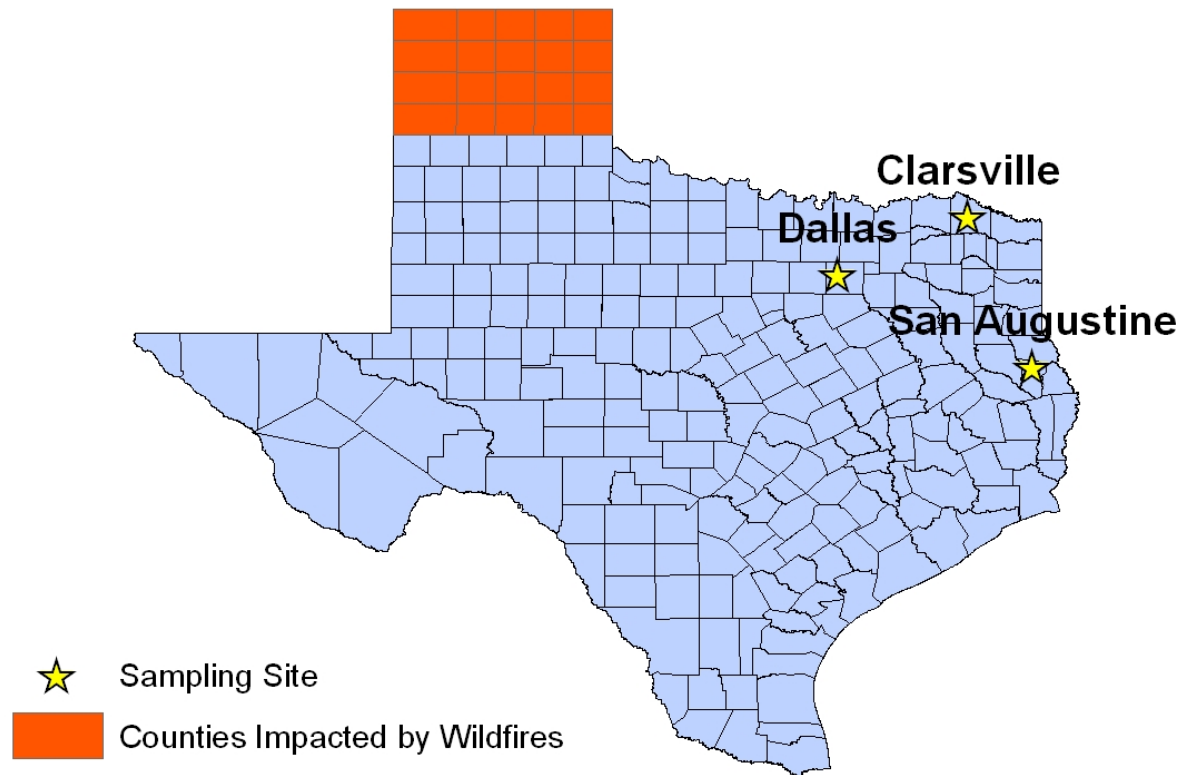 Clarsville
Dallas
San Augustine
Sampling Site
Counties Impacted by Wildfires